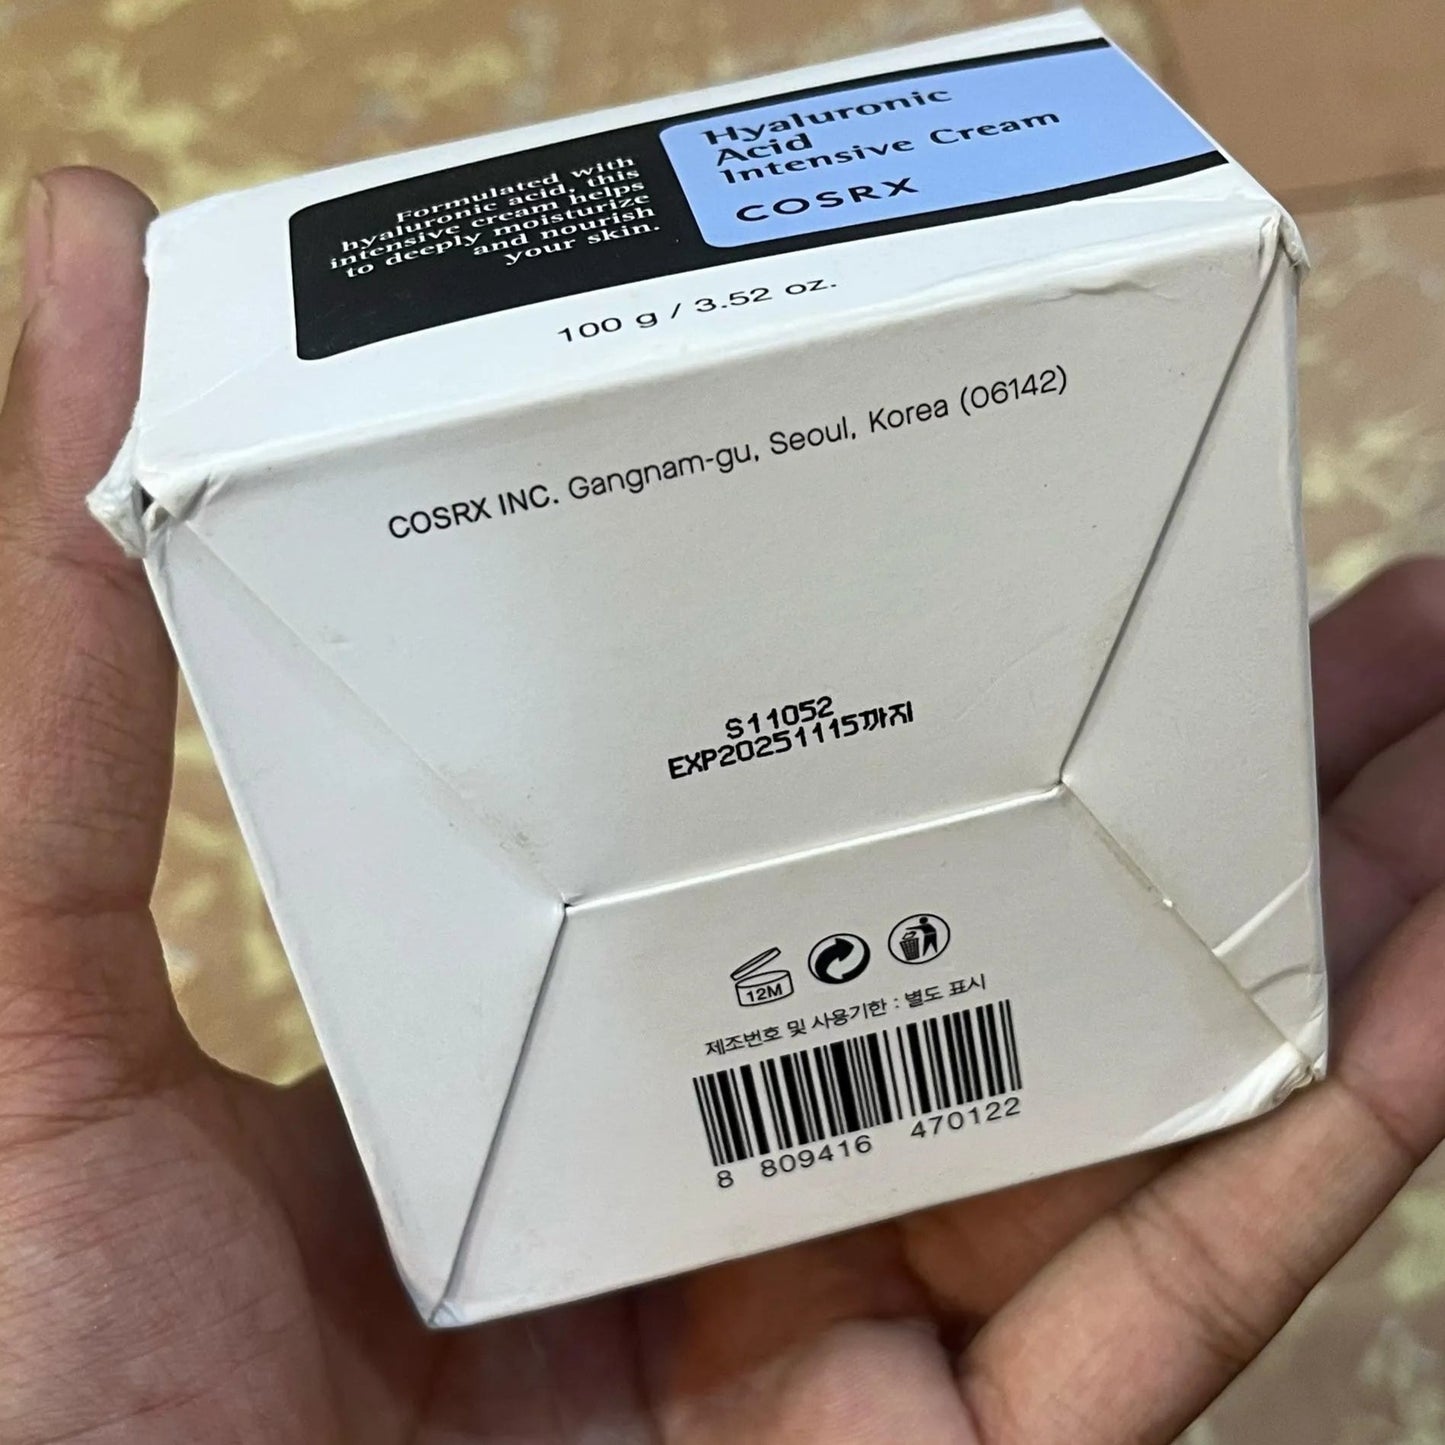 Formulated with
hyaluronic acid, this
intensive cream helps
to deeply moisturize
and nourish
your skin.
Hyaluronic
Acid
Intensive Cream
COSRX
100 g / 3.52 oz.
COSRX INC. Gangnam-gu, Seoul, Korea (06142)
S11052
EXP20251115까지
12M
제조번호 및 사용기한 : 별도 표시
8 809416 470122